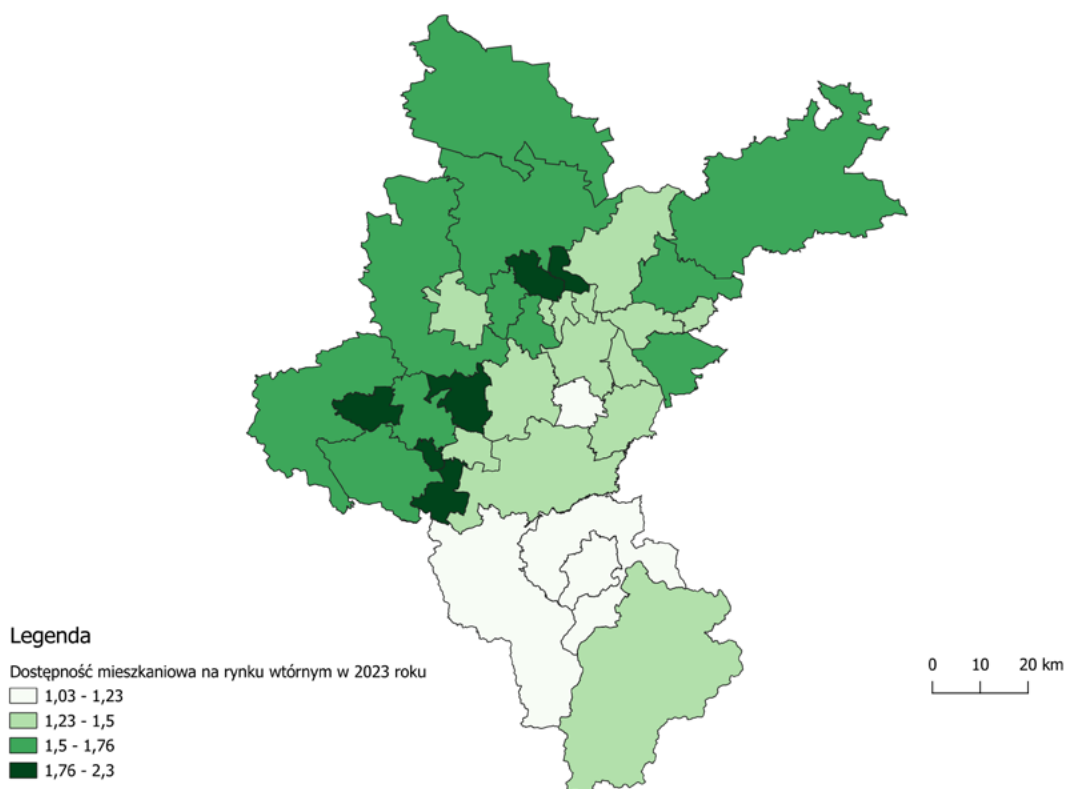 Legenda
Dostępność mieszkaniowa na rynku wtórnym w 2023 roku
1,03 - 1,23
1,23 - 1,5
1,5 - 1,76
1,76 - 2,3
0 10 20 km